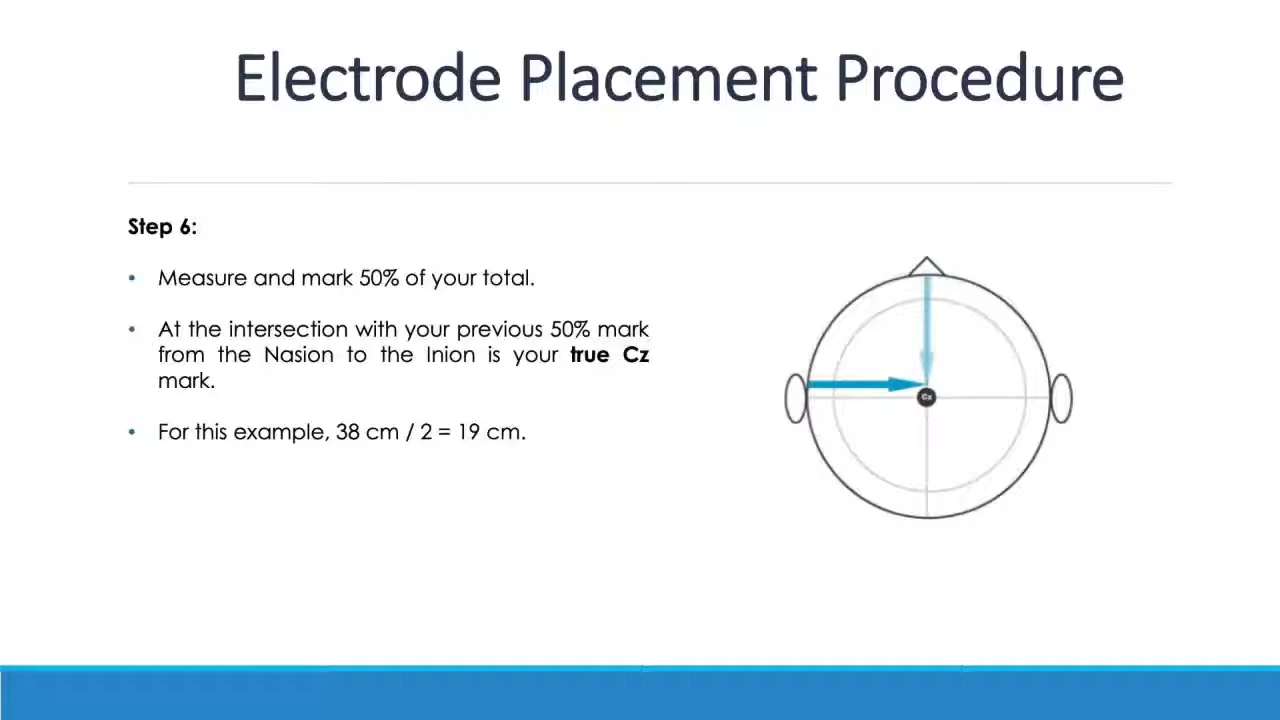 Electrode Placement Procedure
Step 6:
• Measure and mark 50% of your total.
• At the intersection with your previous 50% mark
from the Nasion to the Inion is your true Cz
mark.
• For this example, 38 cm / 2 = 19 cm.
Cz